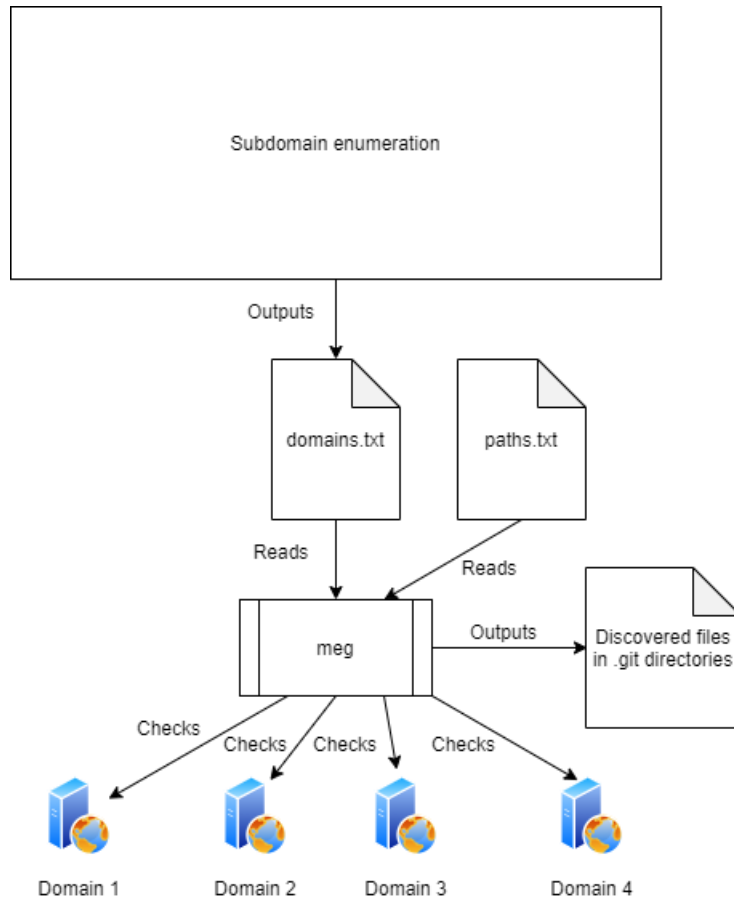 Subdomain enumeration
Outputs
domains.txt
paths.txt
Reads
Reads
meg
Outputs
Discovered files
in .git directories
Checks
Checks
Checks
Checks
Domain 1
Domain 2
Domain 3
Domain 4